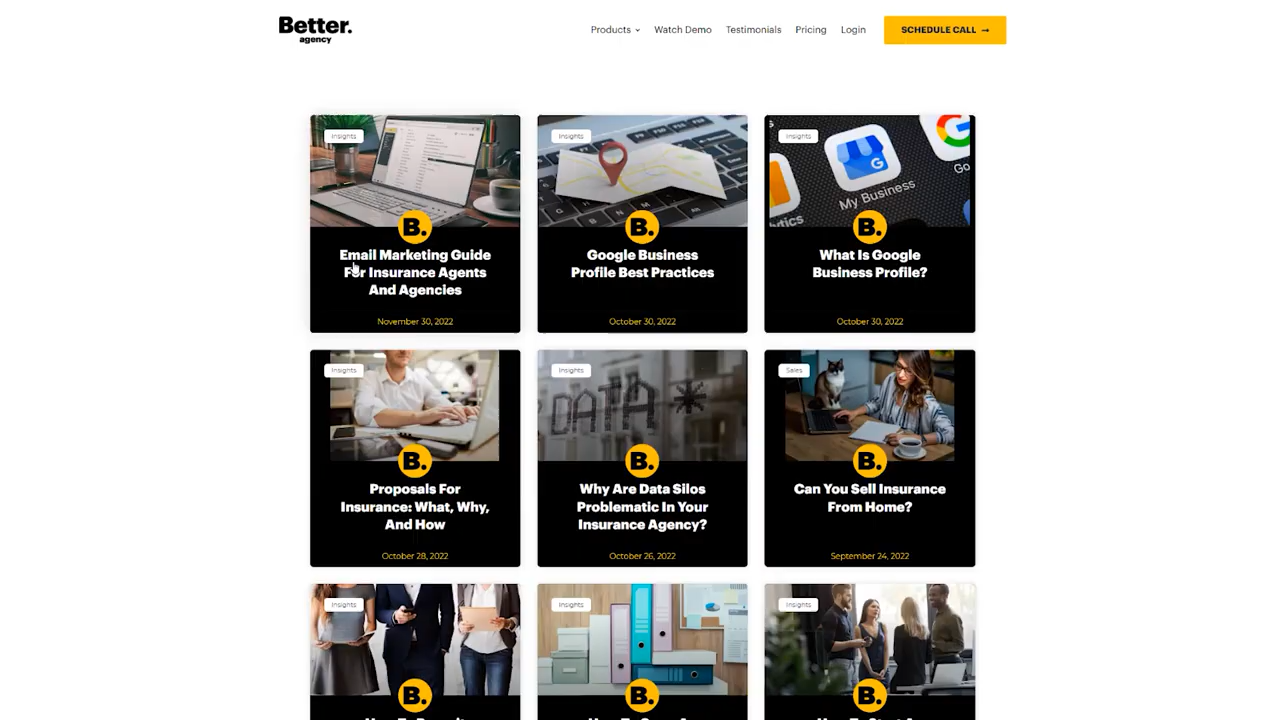 Better.
agency
Products
Watch Demo
Testimonials
Pricing
Login
SCHEDULE CALL →
Insights
Insights
Insights
My Business
Go
B.
B.
B.
Email Marketing Guide
For Insurance Agents
And Agencies
Google Business
Profile Best Practices
What Is Google
Business Profile?
November 30, 2022
October 30, 2022
October 30, 2022
Insights
Insights
Sales
DATA*
B.
B.
B.
Proposals For
Insurance: What, Why,
And How
Why Are Data Silos
Problematic In Your
Insurance Agency?
Can You Sell Insurance
From Home?
October 28, 2022
October 26, 2022
September 24, 2022
Insights
Insights
Insights
B.
B.
B.